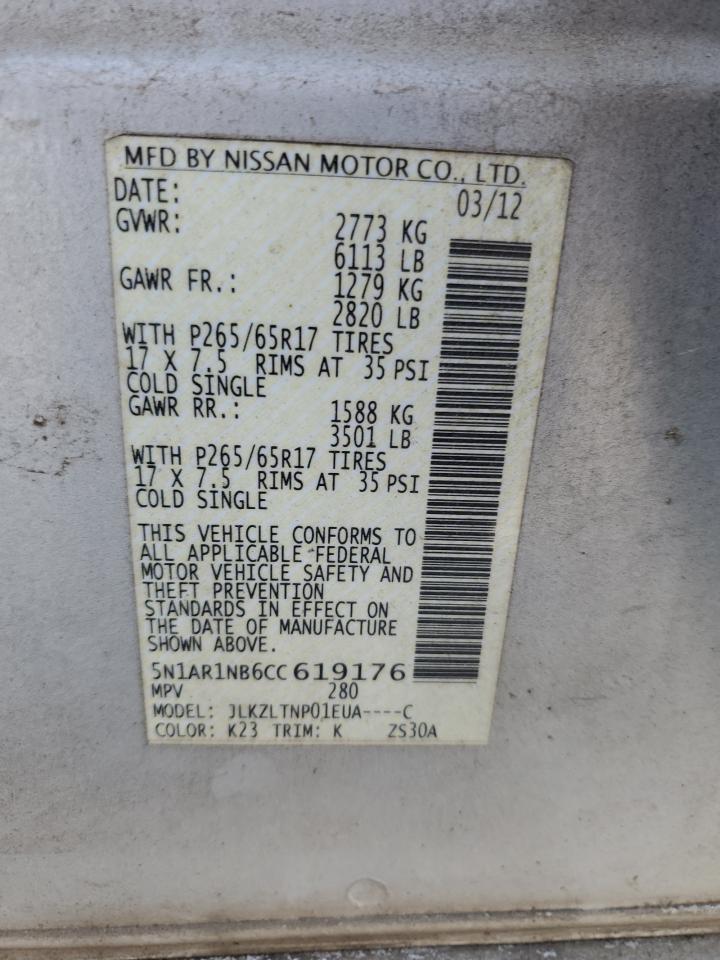 MFD BY NISSAN MOTOR CO., LTD.
DATE: 03/12
GVWR: 2773 KG
6113 LB
GAWR FR.: 1279 KG
2820 LB
WITH P265/65R17 TIRES
17 X 7.5 RIMS AT 35 PSI
COLD SINGLE
GAWR RR.: 1588 KG
3501 LB
WITH P265/65R17 TIRES
17 X 7.5 RIMS AT 35 PSI
COLD SINGLE
THIS VEHICLE CONFORMS TO
ALL APPLICABLE FEDERAL
MOTOR VEHICLE SAFETY AND
THEFT PREVENTION
STANDARDS IN EFFECT ON
THE DATE OF MANUFACTURE
SHOWN ABOVE.
5N1AR1NB6CC619176
MPV 280
MODEL: JLKZLTNP01EUA----C
COLOR: K23 TRIM: K ZS30A